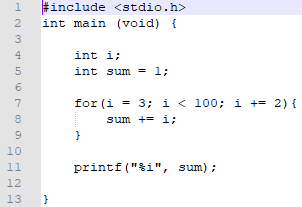 1 #include <stdio.h>
2 int main (void) {
3
4     int i;
5     int sum = 1;
6
7     for(i = 3; i < 100; i += 2){
8         sum += i;
9     }
10
11     printf("%i", sum);
12
13 }